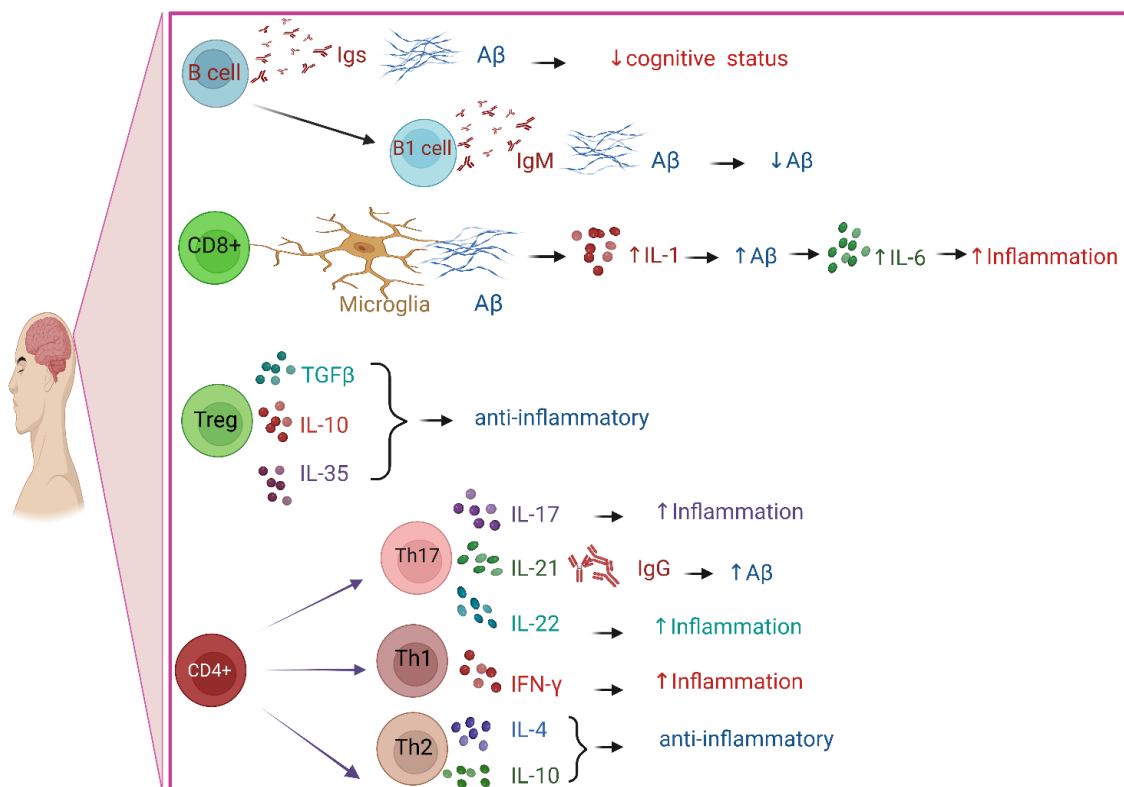 B cell Igs Aβ ↓cognitive status
B1 cell IgM Aβ ↓Aβ
CD8+ Microglia Aβ ↑IL-1 ↑Aβ ↑IL-6 ↑Inflammation
Treg
TGFβ
IL-10
IL-35
anti-inflammatory
CD4+
Th17
IL-17 ↑Inflammation
IL-21 IgG ↑Aβ
IL-22 ↑Inflammation
Th1
IFN-γ ↑Inflammation
Th2
IL-4
IL-10
anti-inflammatory